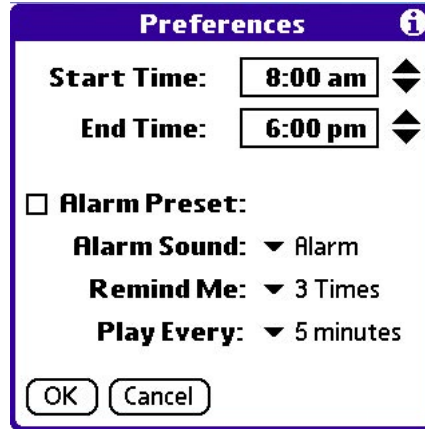 Preferences
Start Time: 8:00 am
End Time: 6:00 pm
Alarm Preset:
Alarm Sound: Alarm
Remind Me: 3 Times
Play Every: 5 minutes
OK Cancel